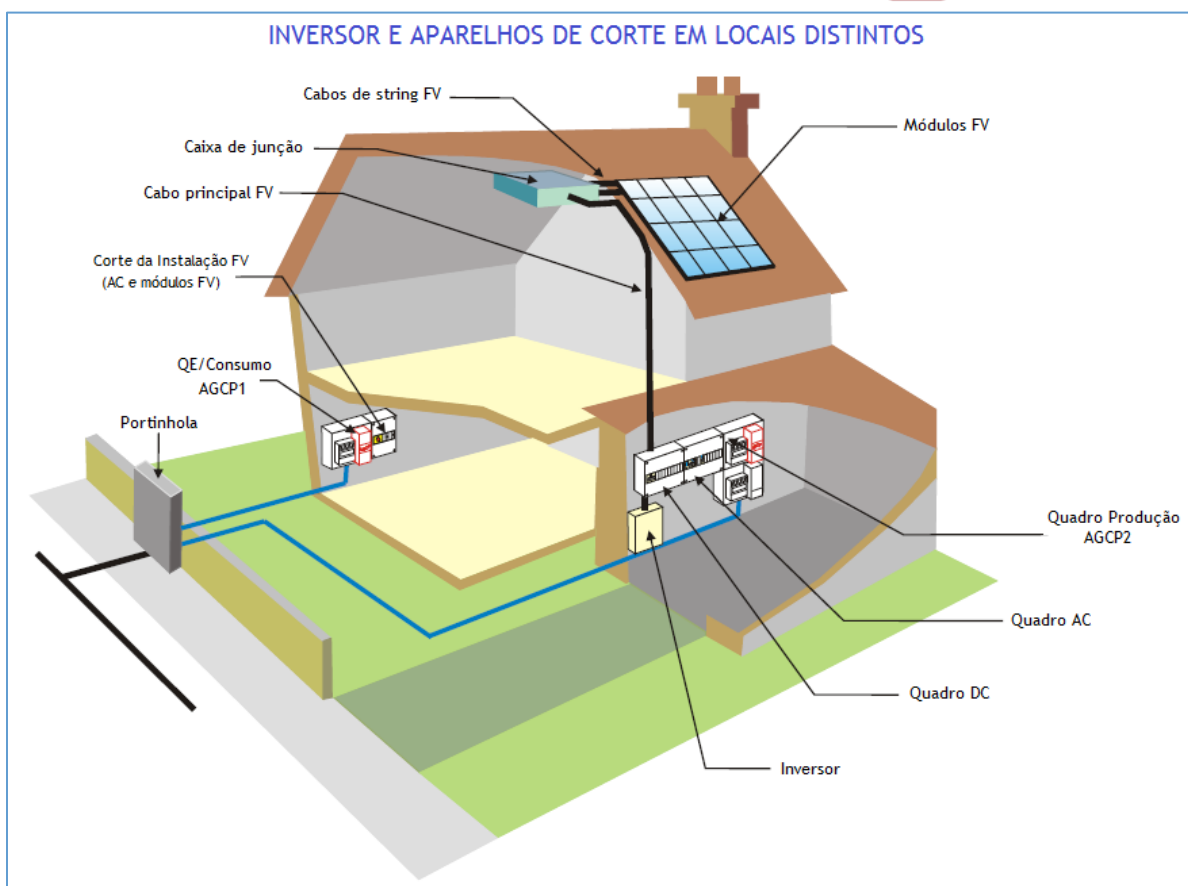 INVERSOR E APARELHOS DE CORTE EM LOCAIS DISTINTOS
Cabos de string FV
Módulos FV
Caixa de junção
Cabo principal FV
Corte da Instalação FV
(AC e módulos FV)
QE/Consumo
AGCP1
Portinhola
Quadro Produção
AGCP2
Quadro AC
Quadro DC
Inversor